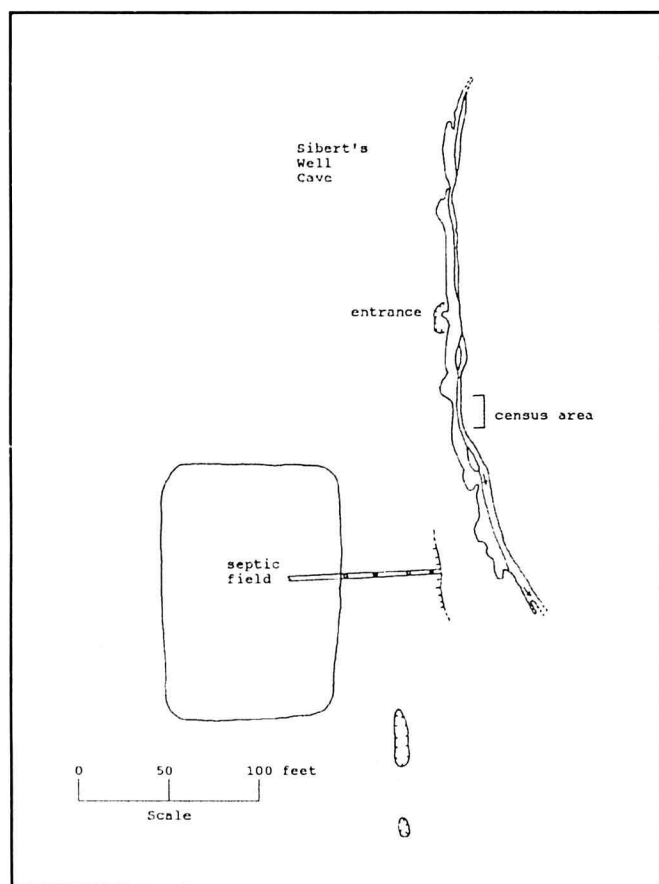 Sibert's
Well
Cave
entrance
census area
septic
field
0 50 100 feet
Scale